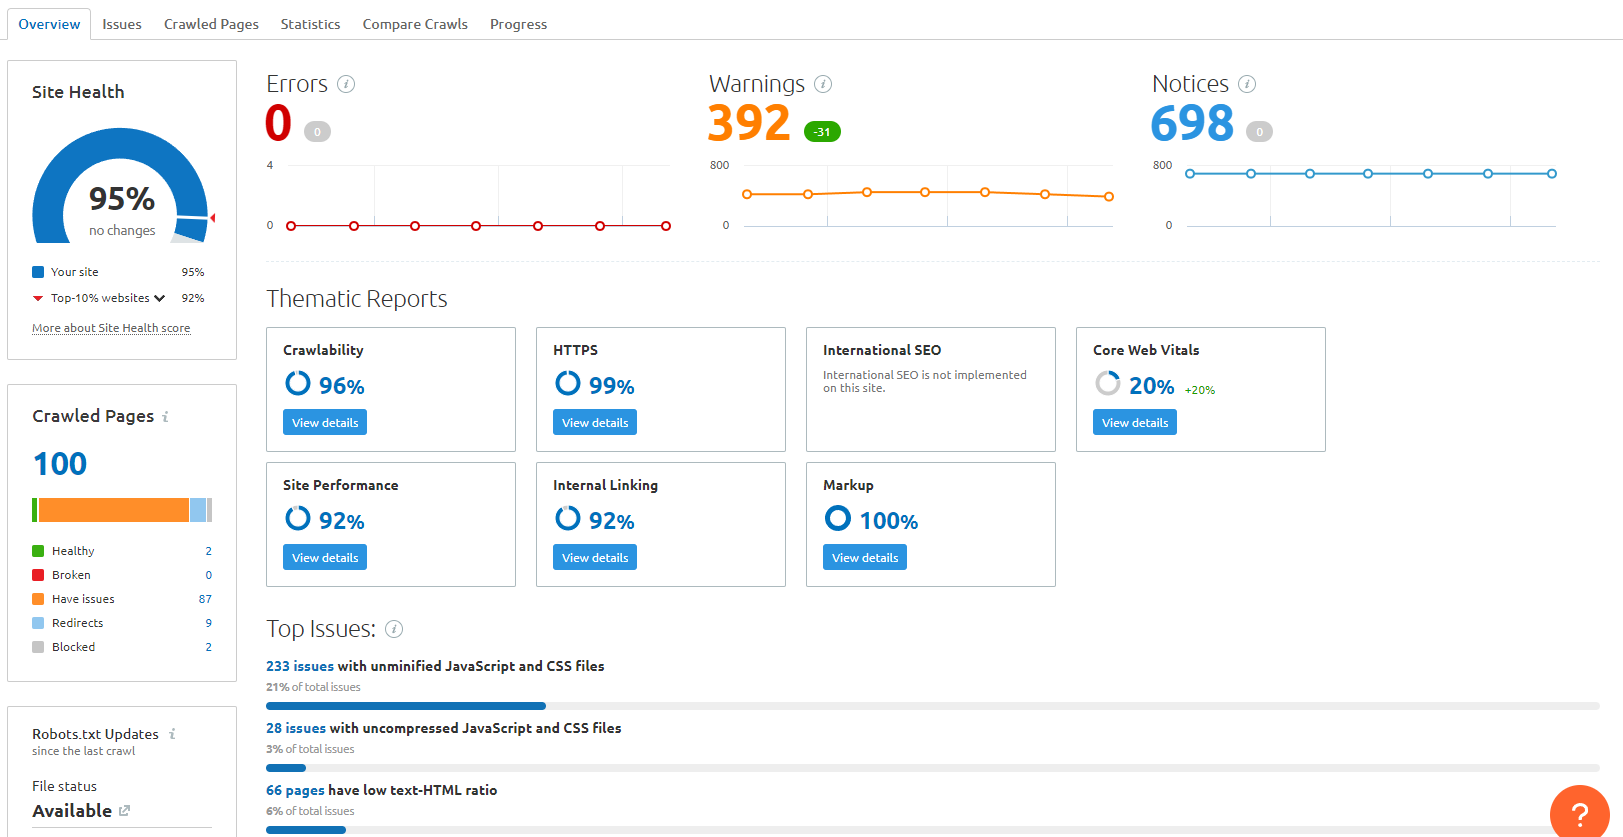 Overview Issues Crawled Pages Statistics Compare Crawls Progress
Site Health
95%
no changes
Your site 95%
Top-10% websites 92%
More about Site Health score
Crawled Pages i
100
Healthy 2
Broken 0
Have issues 87
Redirects 9
Blocked 2
Robots.txt Updates i
since the last crawl
File status
Available
Errors i
0 0
4
0
Warnings i
392 -31
800
0
Notices i
698 0
800
0
Thematic Reports
Crawlability
96%
View details
HTTPS
99%
View details
International SEO
International SEO is not implemented
on this site.
Core Web Vitals
20% +20%
View details
Site Performance
92%
View details
Internal Linking
92%
View details
Markup
100%
View details
Top Issues: i
233 issues with unminified JavaScript and CSS files
21% of total issues
28 issues with uncompressed JavaScript and CSS files
3% of total issues
66 pages have low text-HTML ratio
6% of total issues
?